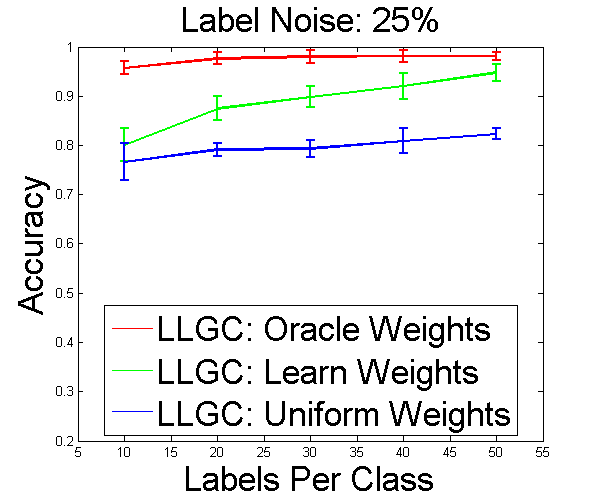 Label Noise: 25%
1
0.9
0.8
0.7
0.6
0.5
0.4
0.3
0.2
Accuracy
LLGC: Oracle Weights
LLGC: Learn Weights
LLGC: Uniform Weights
5 10 15 20 25 30 35 40 45 50 55
Labels Per Class